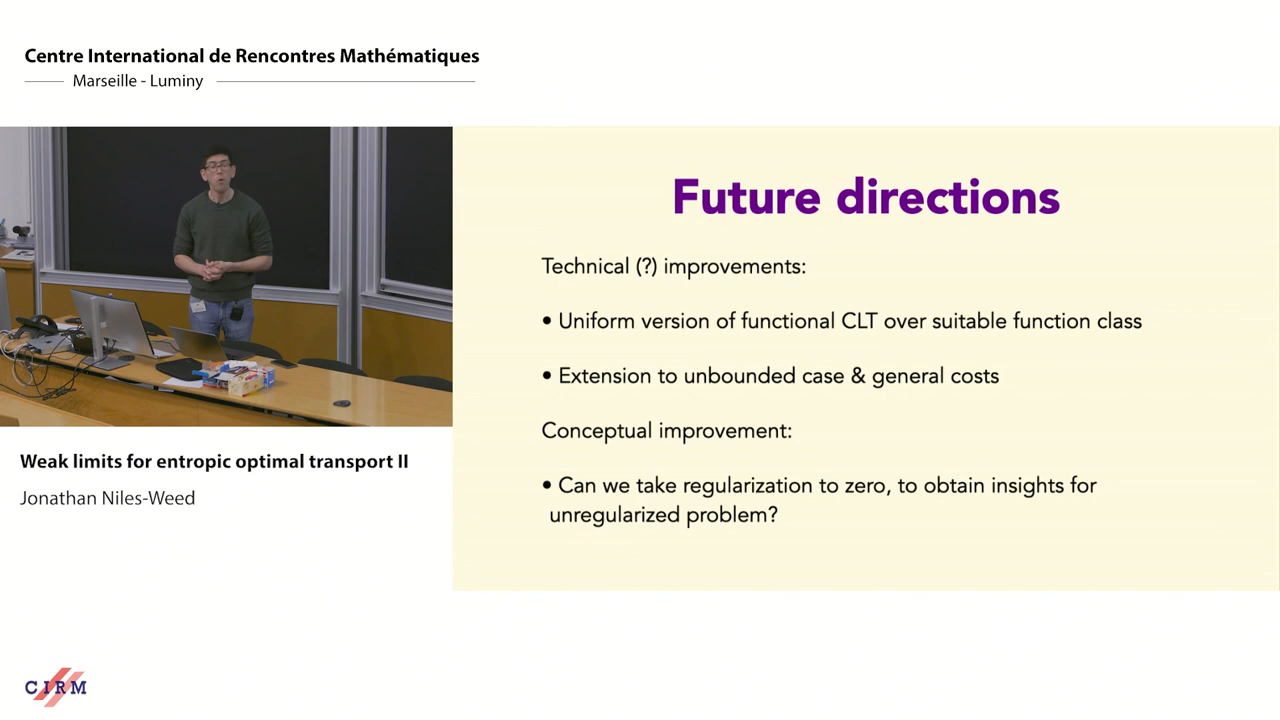 Centre International de Rencontres Mathématiques
Marseille - Luminy
Future directions
Technical (?) improvements:
• Uniform version of functional CLT over suitable function class
• Extension to unbounded case & general costs
Conceptual improvement:
• Can we take regularization to zero, to obtain insights for
unregularized problem?
Weak limits for entropic optimal transport II
Jonathan Niles-Weed
CIRM